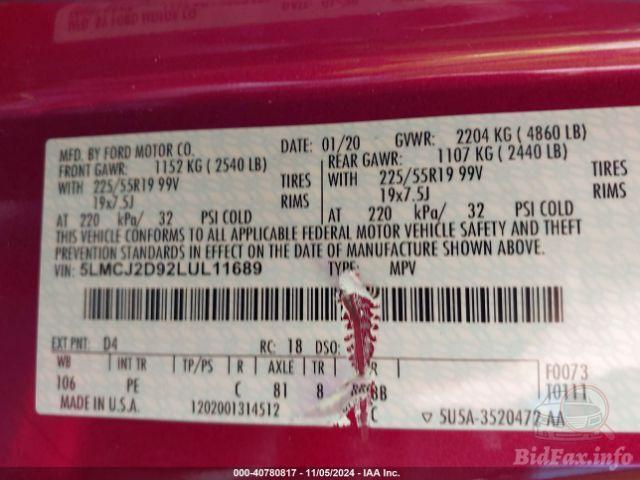 MFD. BY FORD MOTOR CO.
DATE: 01/20 GVWR: 2204 KG ( 4860 LB)
FRONT GAWR: 1152 KG ( 2540 LB) REAR GAWR: 1107 KG ( 2440 LB)
WITH 225/55R19 99V TIRES WITH 225/55R19 99V TIRES
19x7.5J RIMS 19x7.5J RIMS
AT 220 kPa/ 32 PSI COLD AT 220 kPa/ 32 PSI COLD
THIS VEHICLE CONFORMS TO ALL APPLICABLE FEDERAL MOTOR VEHICLE SAFETY AND THEFT
PREVENTION STANDARDS IN EFFECT ON THE DATE OF MANUFACTURE SHOWN ABOVE.
VIN: 5LMCJ2D92LUL11689 TYPE: MPV
EXT PNT: D4 RC: 18 DSO:
WB INT TR TP/PS R AXLE TR
106 PE C 81 8 BB
F0073
T0111
MADE IN U.S.A. 1202001314512 C SUSA-3520472 AA
BidFax.info
000-40780817 - 11/05/2024 - IAA Inc.